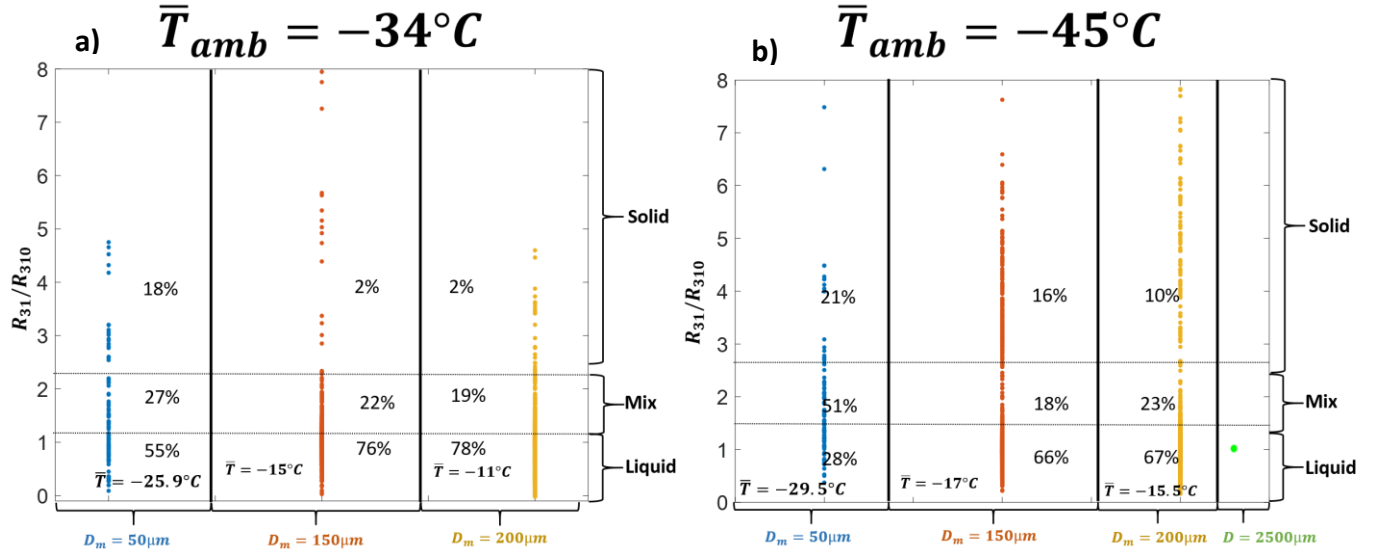 a)
T̅amb = −34°C
8
7
6
5
4
3
2
1
0
R31/R310
18%
2%
2%
27%
22%
19%
55%
76%
78%
T̅ = −25.9°C
T̅ = −15°C
T̅ = −11°C
Solid
Mix
Liquid
Dm = 50μm
Dm = 150μm
Dm = 200μm
b)
T̅amb = −45°C
8
7
6
5
4
3
2
1
0
R31/R310
21%
16%
10%
51%
18%
23%
28%
66%
67%
T̅ = −29.5°C
T̅ = −17°C
T̅ = −15.5°C
Solid
Mix
Liquid
Dm = 50μm
Dm = 150μm
Dm = 200μm
D = 2500μm